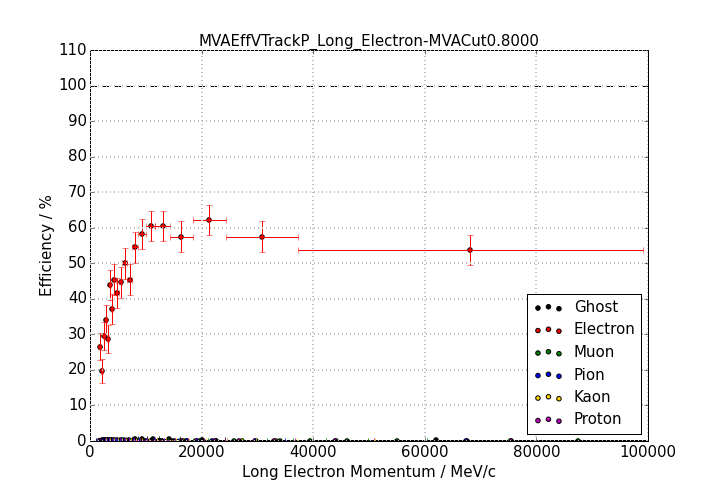 MVAEffVTrackP_Long_Electron-MVACut0.8000
110
100
90
80
70
60
50
40
30
20
10
0
Efficiency / %
Ghost
Electron
Muon
Pion
Kaon
Proton
0 20000 40000 60000 80000 100000
Long Electron Momentum / MeV/c